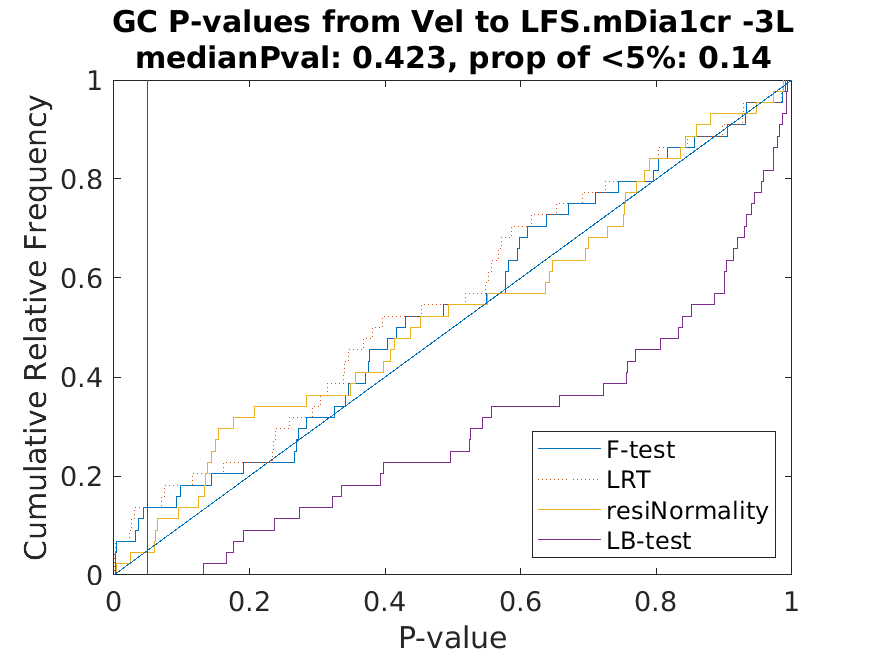 GC P-values from Vel to LFS.mDia1cr -3L
medianPval: 0.423, prop of <5%: 0.14
Cumulative Relative Frequency
1
0.8
0.6
0.4
0.2
0
F-test
LRT
resiNormality
LB-test
0 0.2 0.4 0.6 0.8 1
P-value